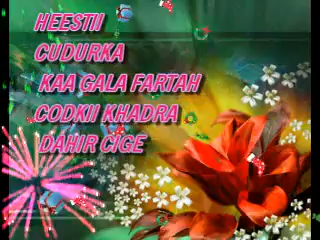 HEESTII
CUDURKA
KAA GALA FARTAH
CODKII KHADRA
DAHIR CIGE